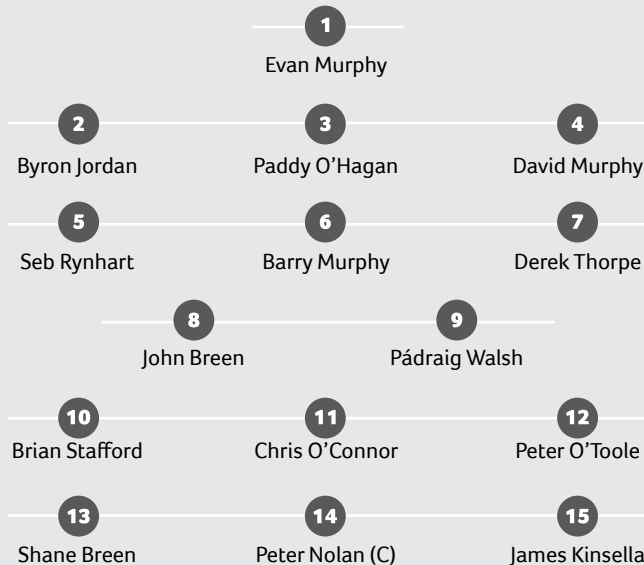 1
Evan Murphy
2 3 4
Byron Jordan Paddy O’Hagan David Murphy
5 6 7
Seb Rynhart Barry Murphy Derek Thorpe
8 9
John Breen Pádraig Walsh
10 11 12
Brian Stafford Chris O’Connor Peter O’Toole
13 14 15
Shane Breen Peter Nolan (C) James Kinsella